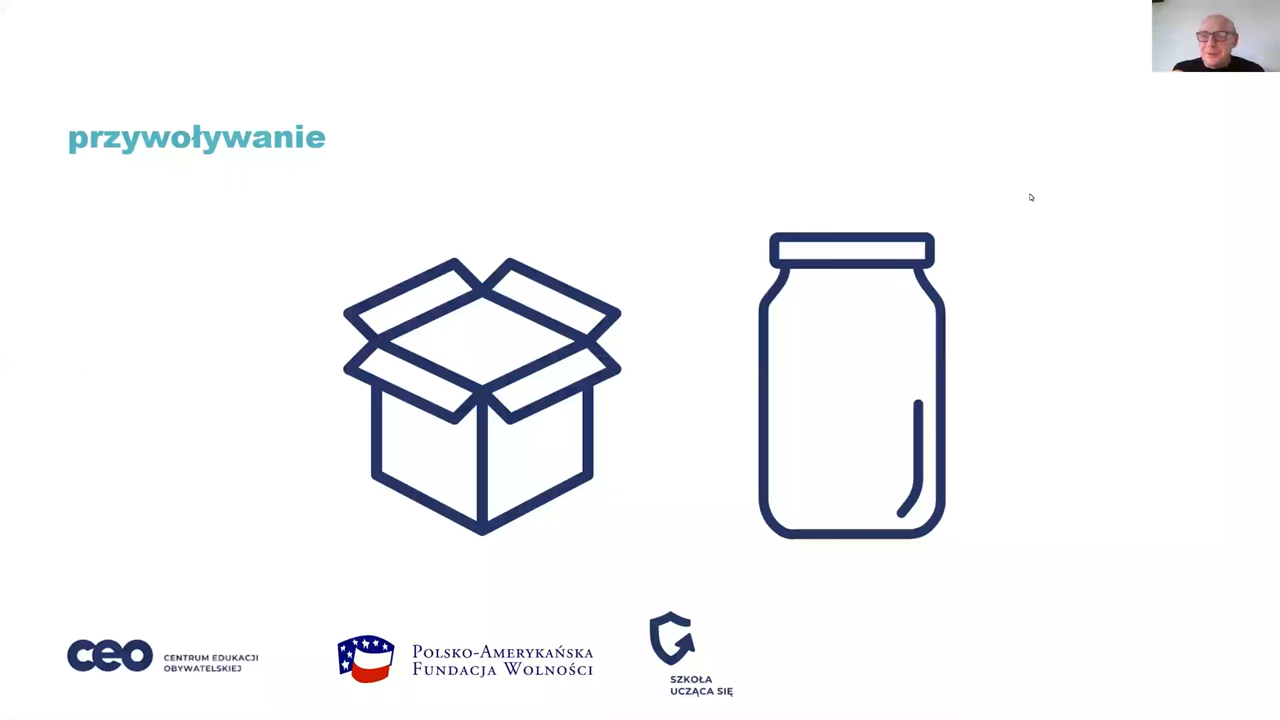 przywoływanie
ceo
CENTRUM EDUKACJI
OBYWATELSKIEJ
POLSKO-AMERYKAŃSKA
FUNDACJA WOLNOŚCI
SZKOŁA
UCZĄCA SIĘ